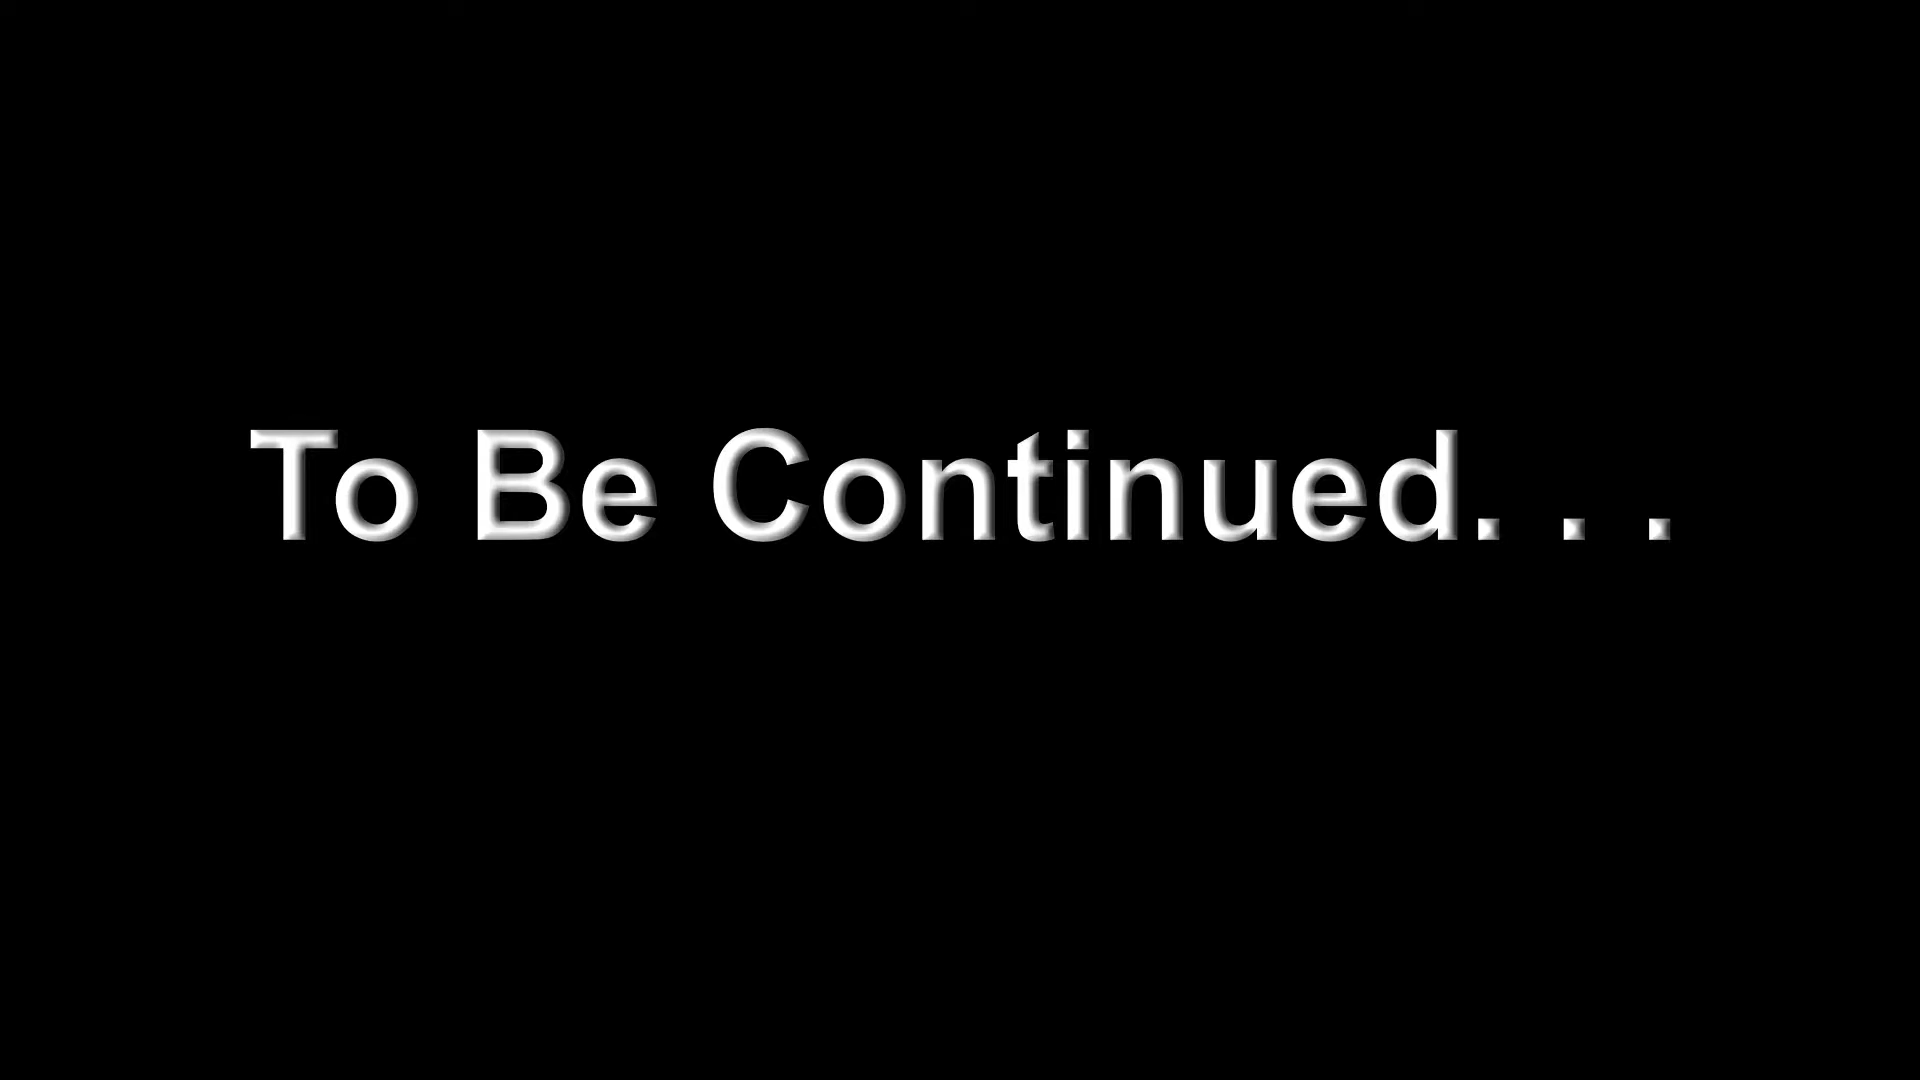 To Be Continued. . .